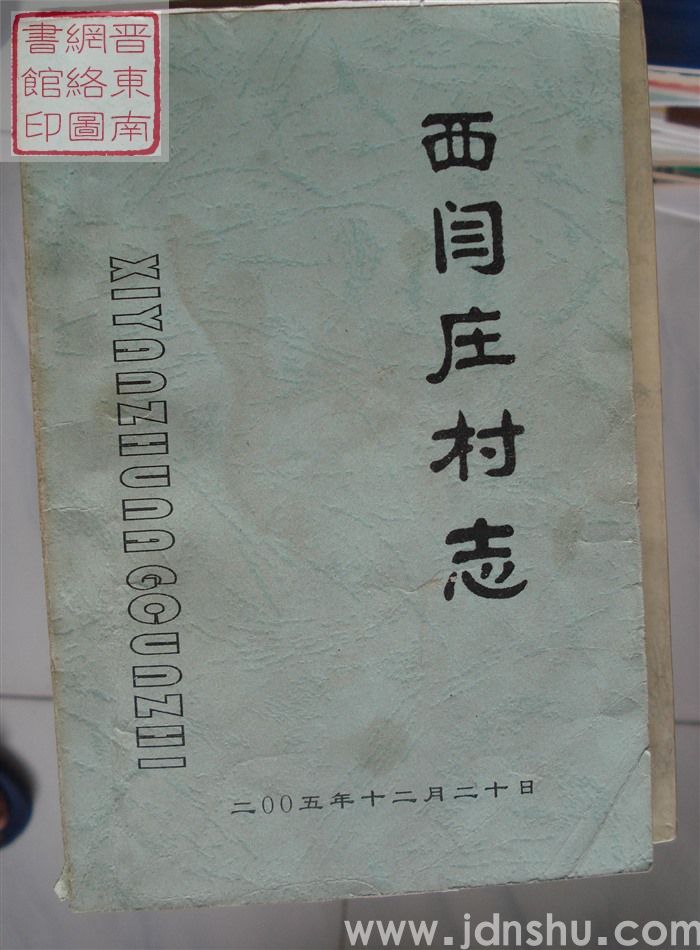 晋東南
網絡圖
書館印
西闫庄村志
XIYANZHUANGCUNZHI
二00五年十二月二十日
www.jdnshu.com